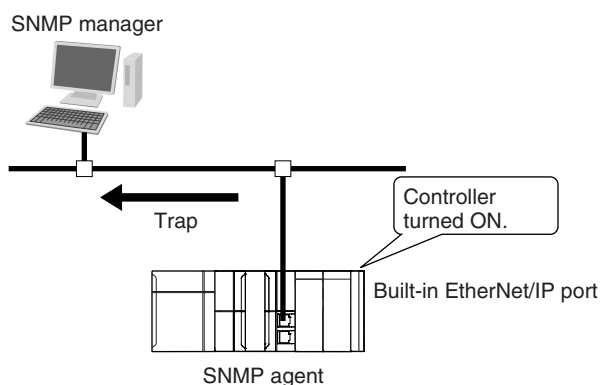 SNMP manager
Trap
Controller
turned ON.
Built-in EtherNet/IP port
SNMP agent